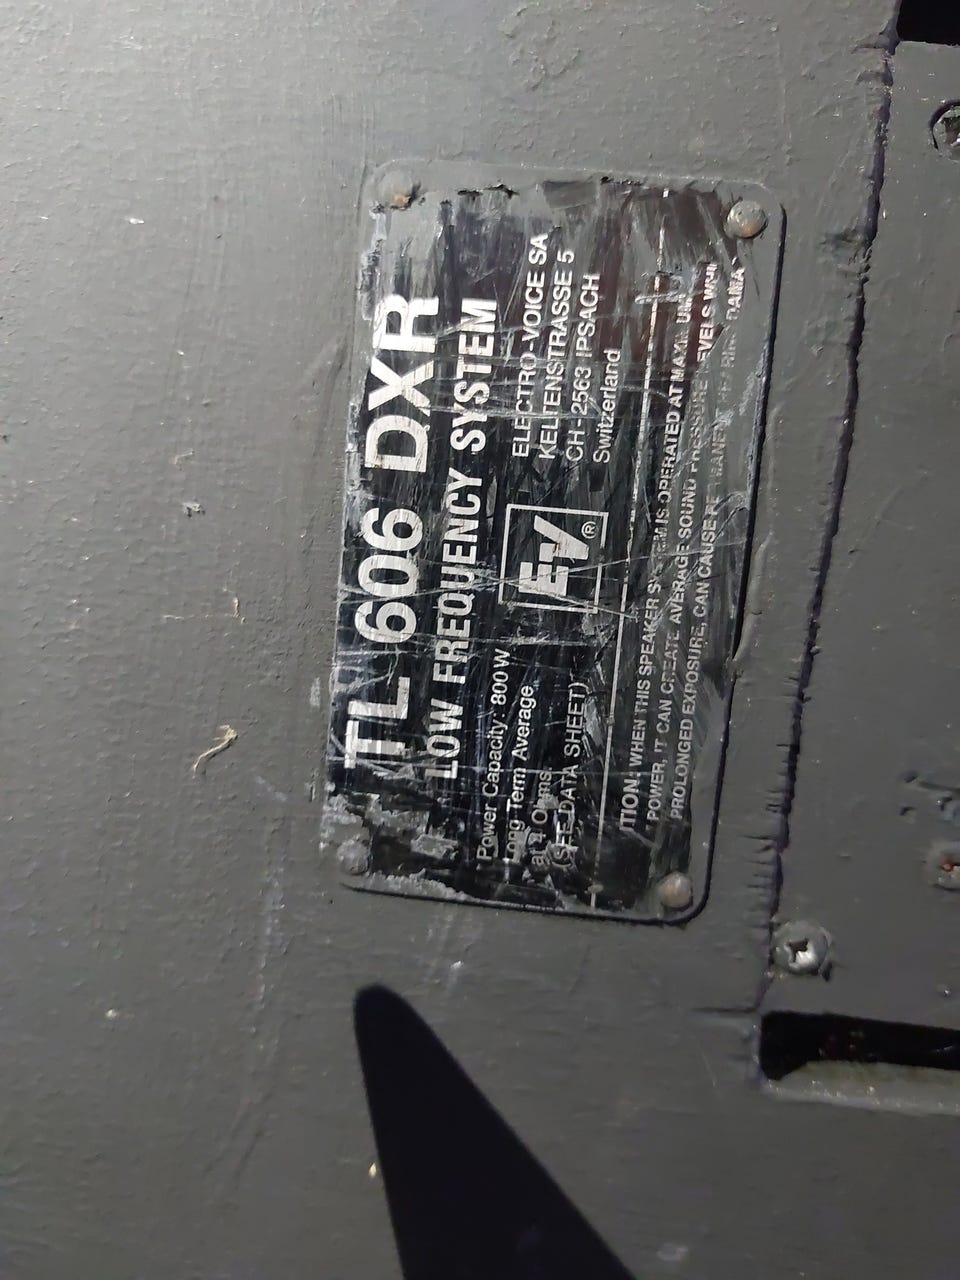 TL 606 DXR
LOW FREQUENCY SYSTEM
Power Capacity: 800 W
Long Term Average
at 4 Ohms
(SEE DATA SHEET)
EV®
ELECTRO-VOICE SA
KELTENSTRASSE 5
CH-2563 IPSACH
Switzerland
TION: WHEN THIS SPEAKER SYSTEM IS OPERATED AT MAXI
POWER, IT CAN CREATE AVERAGE SOUND PRESSURE LEVELS
PROLONGED EXPOSURE, CAN CAUSE